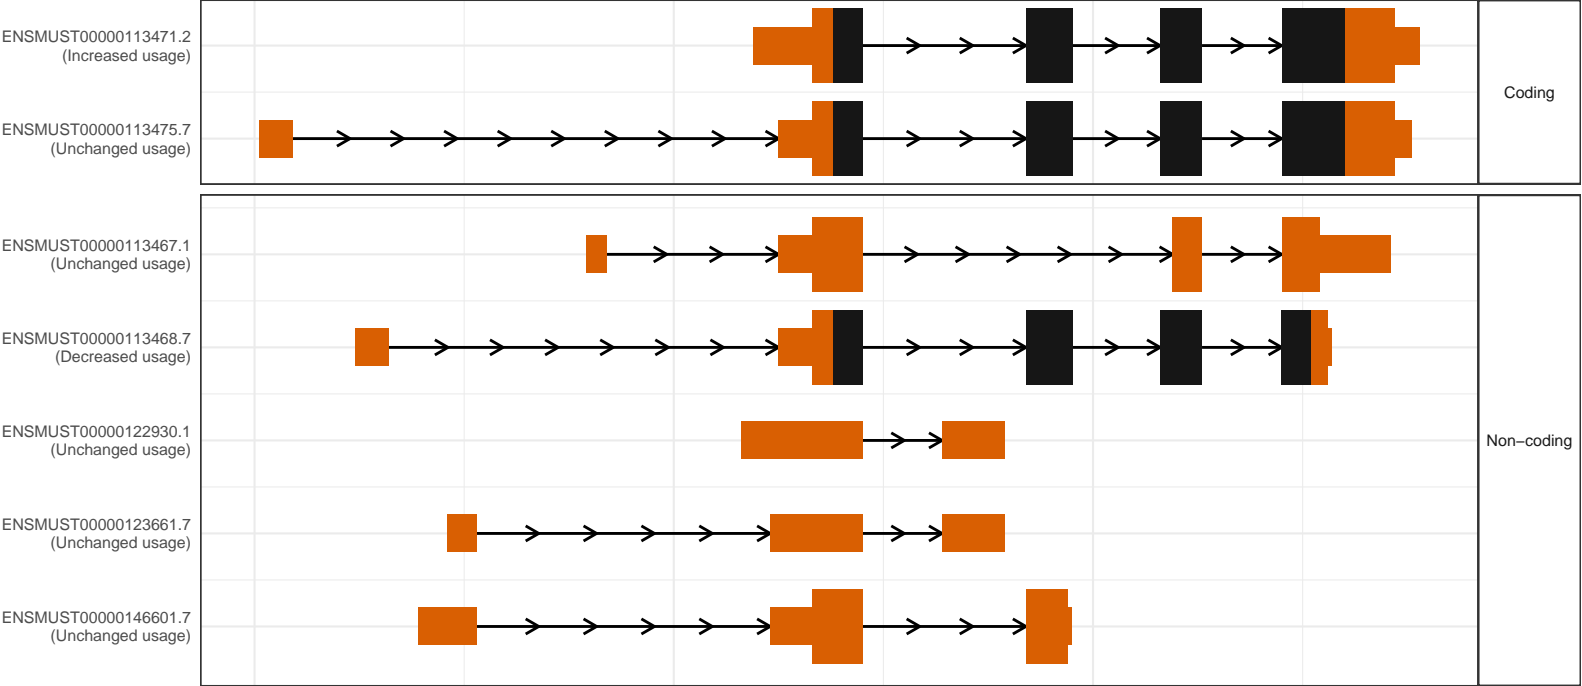 ENSMUST00000113471.2
(Increased usage)
ENSMUST00000113475.7
(Unchanged usage)
Coding
ENSMUST00000113467.1
(Unchanged usage)
ENSMUST00000113468.7
(Decreased usage)
ENSMUST00000122930.1
(Unchanged usage)
Non−coding
ENSMUST00000123661.7
(Unchanged usage)
ENSMUST00000146601.7
(Unchanged usage)